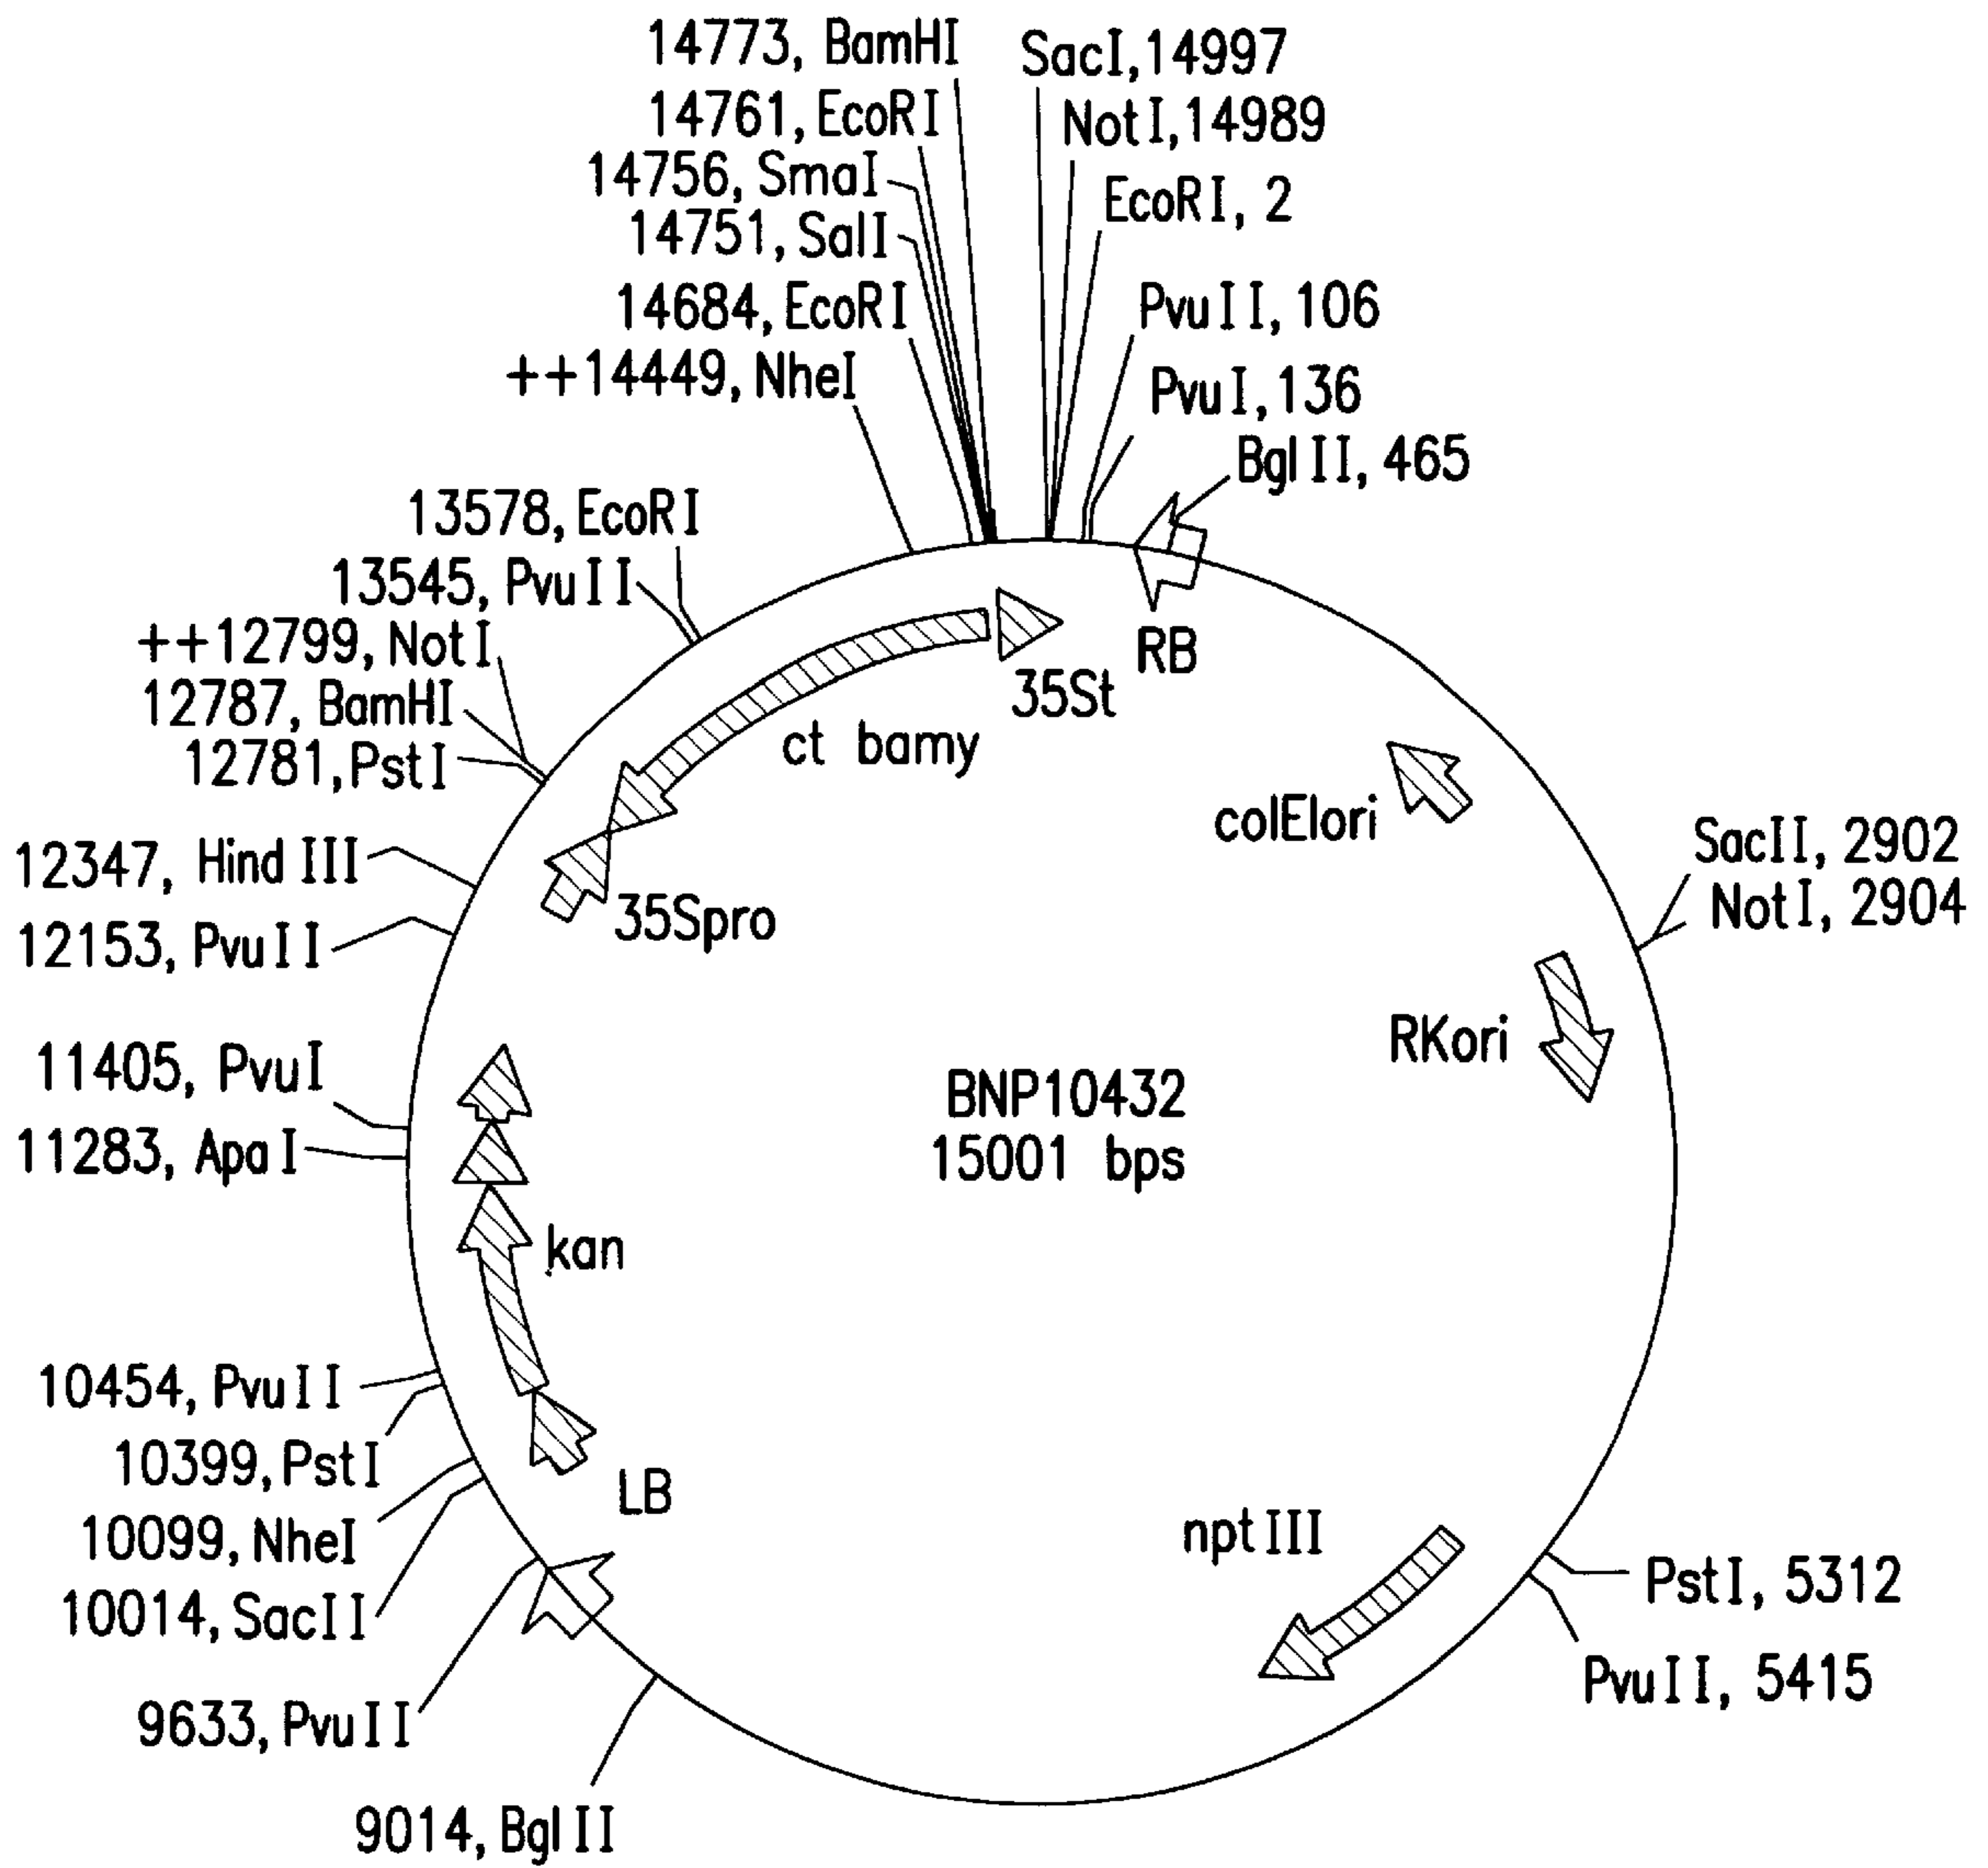 14773, BamHI
14761, EcoRI
14756, SmaI
14751, SalI
14684, EcoRI
++14449, NheI
13578, EcoRI
13545, PvuII
++12799, NotI
12787, BamHI
12781, PstI
12347, Hind III
12153, PvuII
11405, PvuI
11283, ApaI
10454, PvuII
10399, PstI
10099, NheI
10014, SacII
9633, PvuII
9014, BglII
SacI, 14997
NotI, 14989
EcoRI, 2
PvuII, 106
PvuI, 136
BglII, 465
SacII, 2902
NotI, 2904
PstI, 5312
PvuII, 5415
RB
35St
ct bamy
colEIori
35Spro
RKori
BNP10432
15001 bps
kan
LB
nptIII